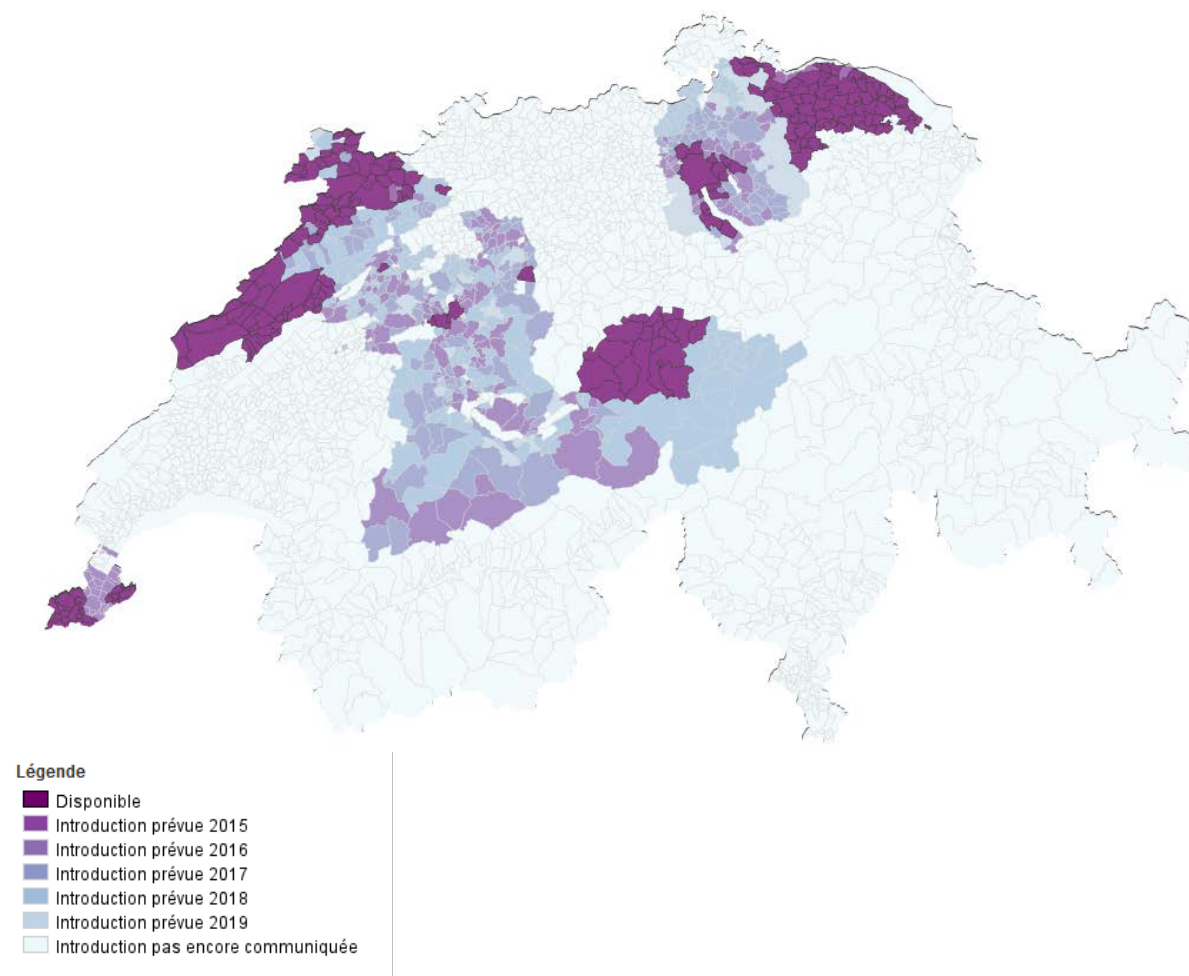 Légende
Disponible
Introduction prévue 2015
Introduction prévue 2016
Introduction prévue 2017
Introduction prévue 2018
Introduction prévue 2019
Introduction pas encore communiquée